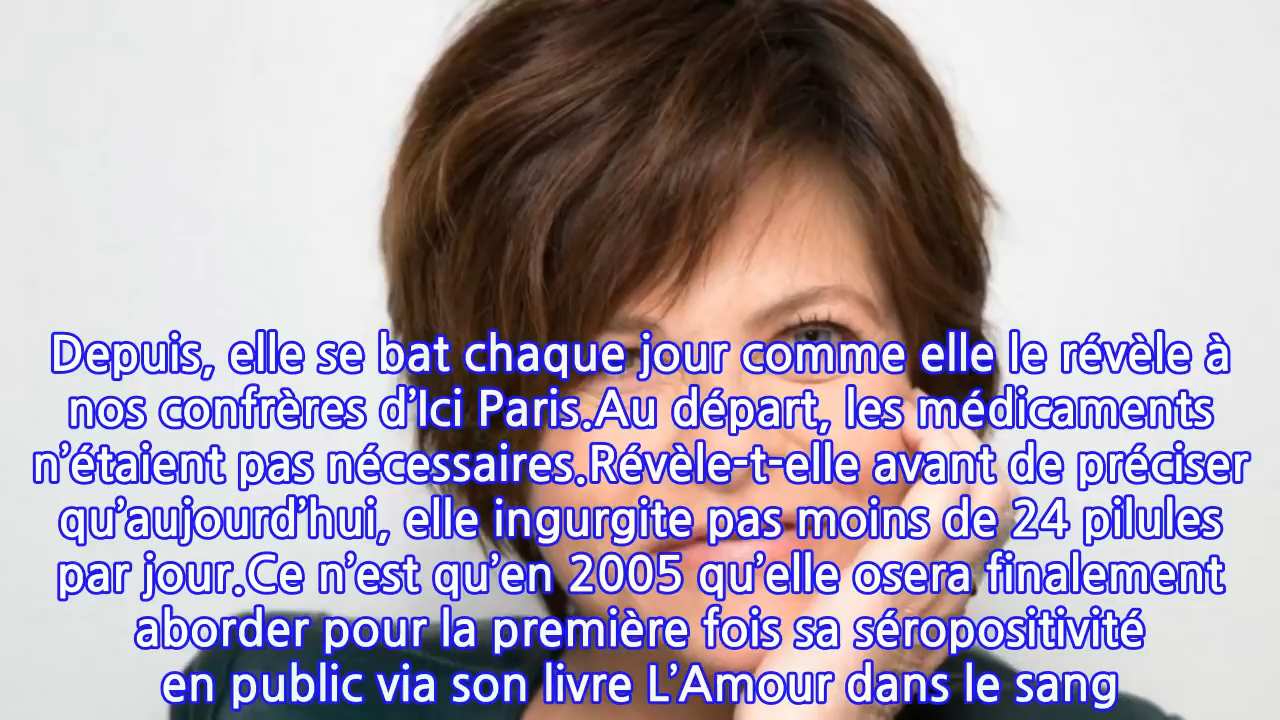 Depuis, elle se bat chaque jour comme elle le révèle à
nos confrères d’Ici Paris.Au départ, les médicaments
n’étaient pas nécessaires.Révèle-t-elle avant de préciser
qu’aujourd’hui, elle ingurgite pas moins de 24 pilules
par jour.Ce n’est qu’en 2005 qu’elle osera finalement
aborder pour la première fois sa séropositivité
en public via son livre L’Amour dans le sang